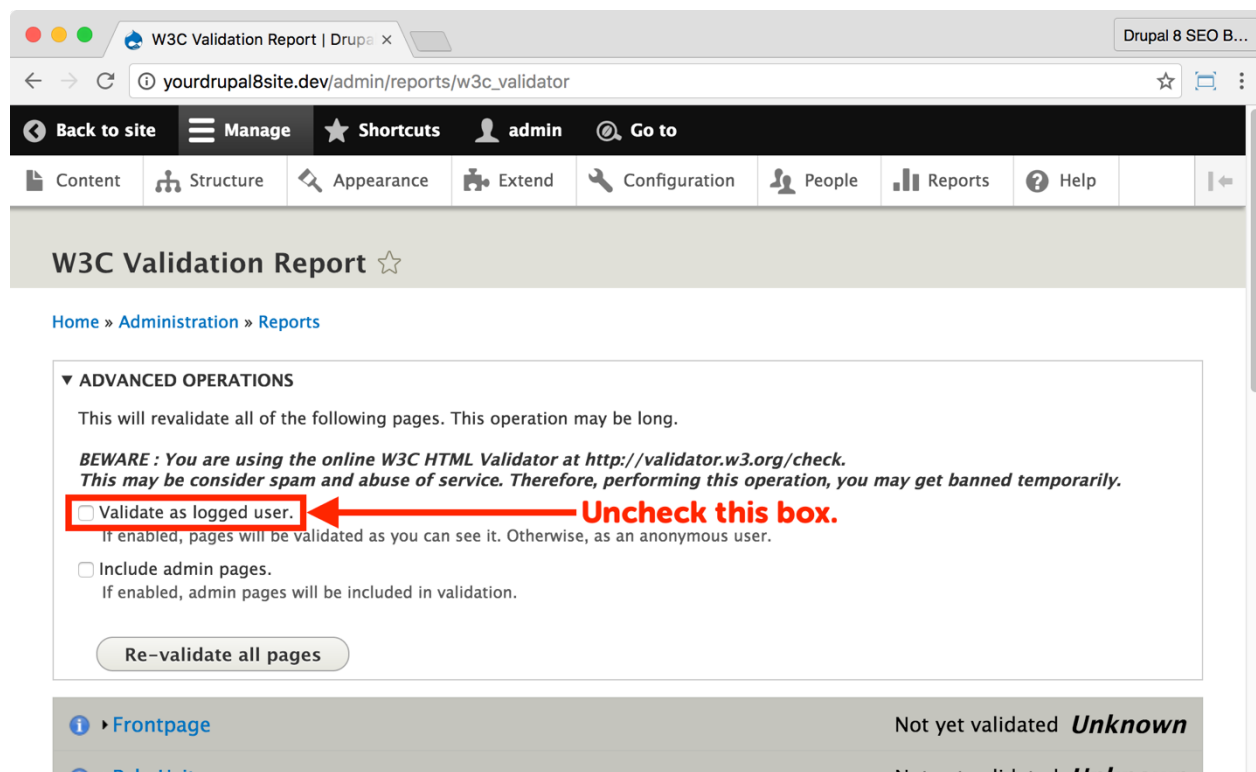 W3C Validation Report | Drupa
Drupal 8 SEO B...
yourdrupal8site.dev/admin/reports/w3c_validator
Back to site Manage Shortcuts admin Go to
Content Structure Appearance Extend Configuration People Reports Help
W3C Validation Report
Home » Administration » Reports
▼ ADVANCED OPERATIONS
This will revalidate all of the following pages. This operation may be long.
BEWARE : You are using the online W3C HTML Validator at http://validator.w3.org/check.
This may be consider spam and abuse of service. Therefore, performing this operation, you may get banned temporarily.
Validate as logged user. Uncheck this box.
If enabled, pages will be validated as you can see it. Otherwise, as an anonymous user.
Include admin pages.
If enabled, admin pages will be included in validation.
Re-validate all pages
Frontpage Not yet validated Unknown